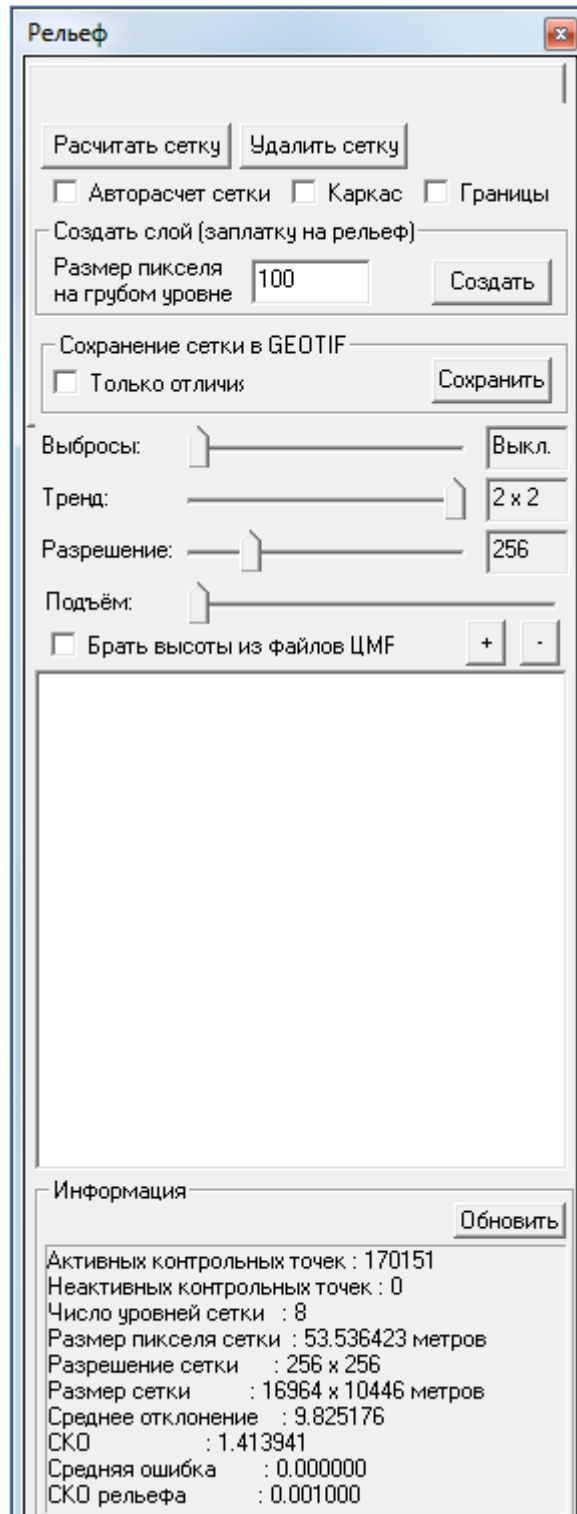 Рельеф
Расчитать сетку Удалить сетку
Авторасчет сетки Каркас Границы
Создать слой (заплатку на рельеф)
Размер пикселя
на грубом уровне 100 Создать
Сохранение сетки в GEOTIF
Только отличия Сохранить
Выбросы: Выкл.
Тренд: 2 x 2
Разрешение: 256
Подъём:
Брать высоты из файлов ЦМР + -
Информация
Обновить
Активных контрольных точек : 170151
Неактивных контрольных точек : 0
Число уровней сетки : 8
Размер пикселя сетки : 53.536423 метров
Разрешение сетки : 256 x 256
Размер сетки : 16964 x 10446 метров
Среднее отклонение : 9.825176
СКО : 1.413941
Средняя ошибка : 0.000000
СКО рельефа : 0.001000